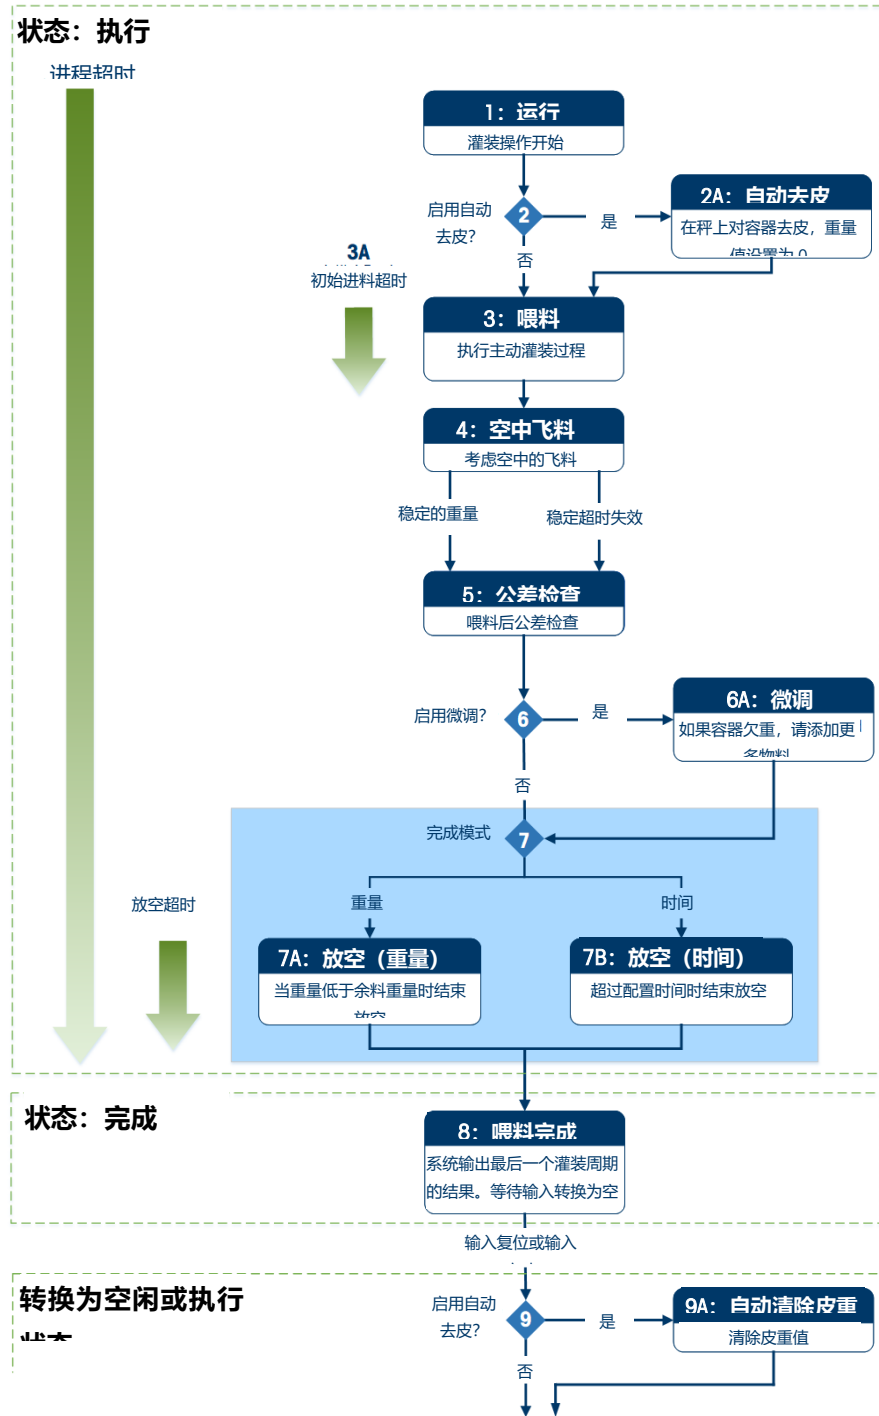 状态：执行
进程超时
1：运行
灌装操作开始
启用自动
去皮？
2
是
2A：自动去皮
在秤上对容器去皮，重量
值设置为 0
否
3A
初始进料超时
3：喂料
执行主动灌装过程
4：空中飞料
考虑空中的飞料
稳定的重量
稳定超时失效
5：公差检查
喂料后公差检查
启用微调？
6
是
6A：微调
如果容器欠重，请添加更
多物料
否
完成模式
7
重量
时间
放空超时
7A：放空（重量）
当重量低于余料重量时结束
放空
7B：放空（时间）
超过配置时间时结束放空
状态：完成
8：喂料完成
系统输出最后一个灌装周期
的结果。等待输入转换为空
输入复位或输入
转换为空闲或执行
状态
启用自动
去皮？
9
是
9A：自动清除皮重
清除皮重值
否